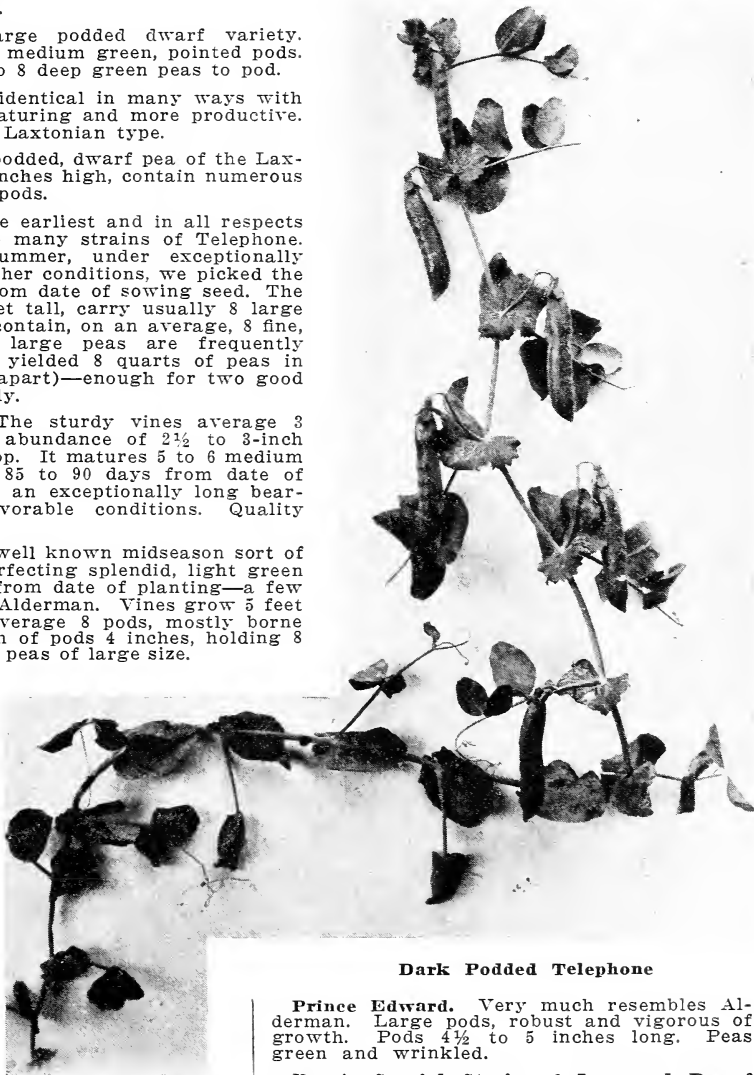 arge podded dwarf variety.
medium green, pointed pods.
8 deep green peas to pod.
identical in many ways with
aturing and more productive.
Laxtonian type.
odded, dwarf pea of the Lax-
nches high, contain numerous
pods.
e earliest and in all respects
many strains of Telephone.
ummer, under exceptionally
her conditions, we picked the
om date of sowing seed. The
et tall, carry usually 8 large
contain, on an average, 8 fine,
large peas are frequently
yielded 8 quarts of peas in
apart)—enough for two good
ly.
The sturdy vines average 3
abundance of 2½ to 3-inch
op. It matures 5 to 6 medium
85 to 90 days from date of
an exceptionally long bear-
vorable conditions. Quality
well known midseason sort of
rfecting splendid, light green
from date of planting—a few
Alderman. Vines grow 5 feet
verage 8 pods, mostly borne
n of pods 4 inches, holding 8
peas of large size.
Dark Podded Telephone
Prince Edward. Very much resembles Al-
derman. Large pods, robust and vigorous of
growth. Pods 4½ to 5 inches long. Peas
green and wrinkled.